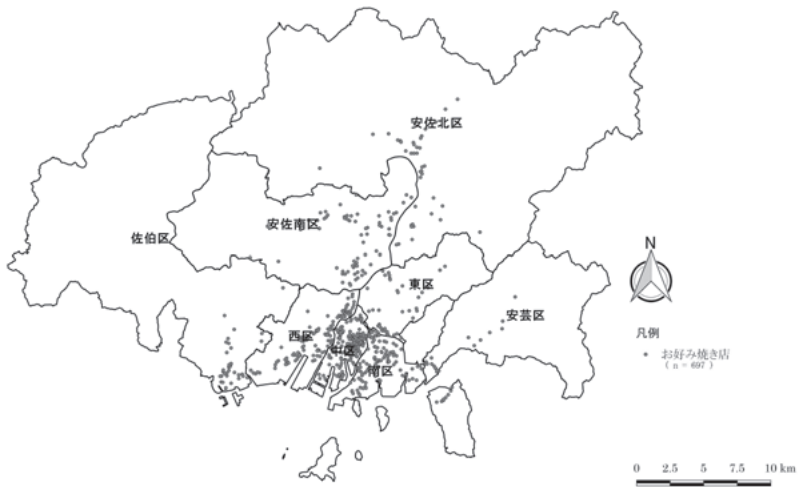 安佐北区
安佐南区
佐伯区
東区
安芸区
西区
中区
南区
N
凡例
お好み焼き店
( n = 697 )
0 2.5 5 7.5 10 km